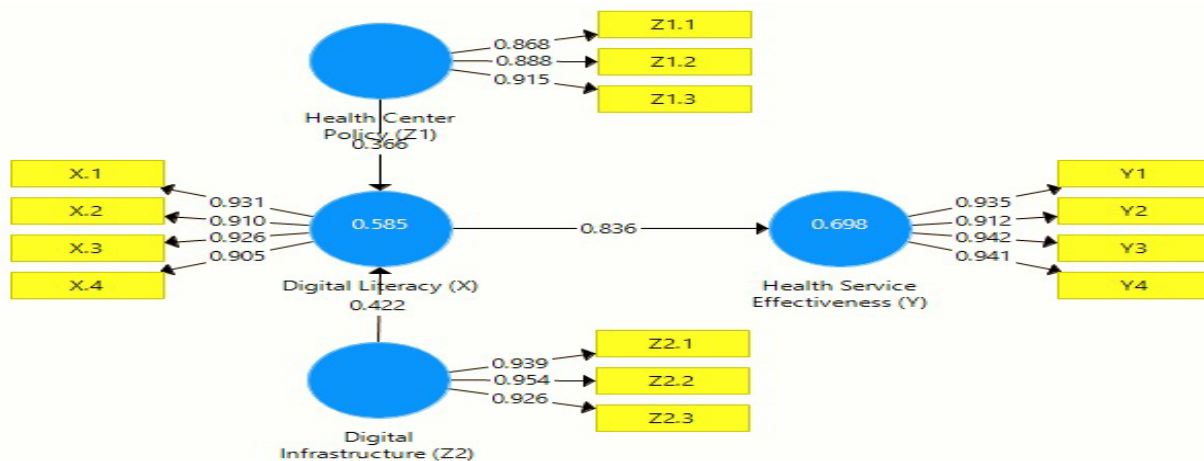 0.868
0.888
0.915
Z1.1
Z1.2
Z1.3
Health Center
Policy (Z1)
0.366
X.1
X.2
X.3
X.4
0.931
0.910
0.926
0.905
0.585
Digital Literacy (X)
0.836
0.698
Health Service
Effectiveness (Y)
0.935
0.912
0.942
0.941
Y1
Y2
Y3
Y4
0.422
0.939
0.954
0.926
Z2.1
Z2.2
Z2.3
Digital
Infrastructure (Z2)